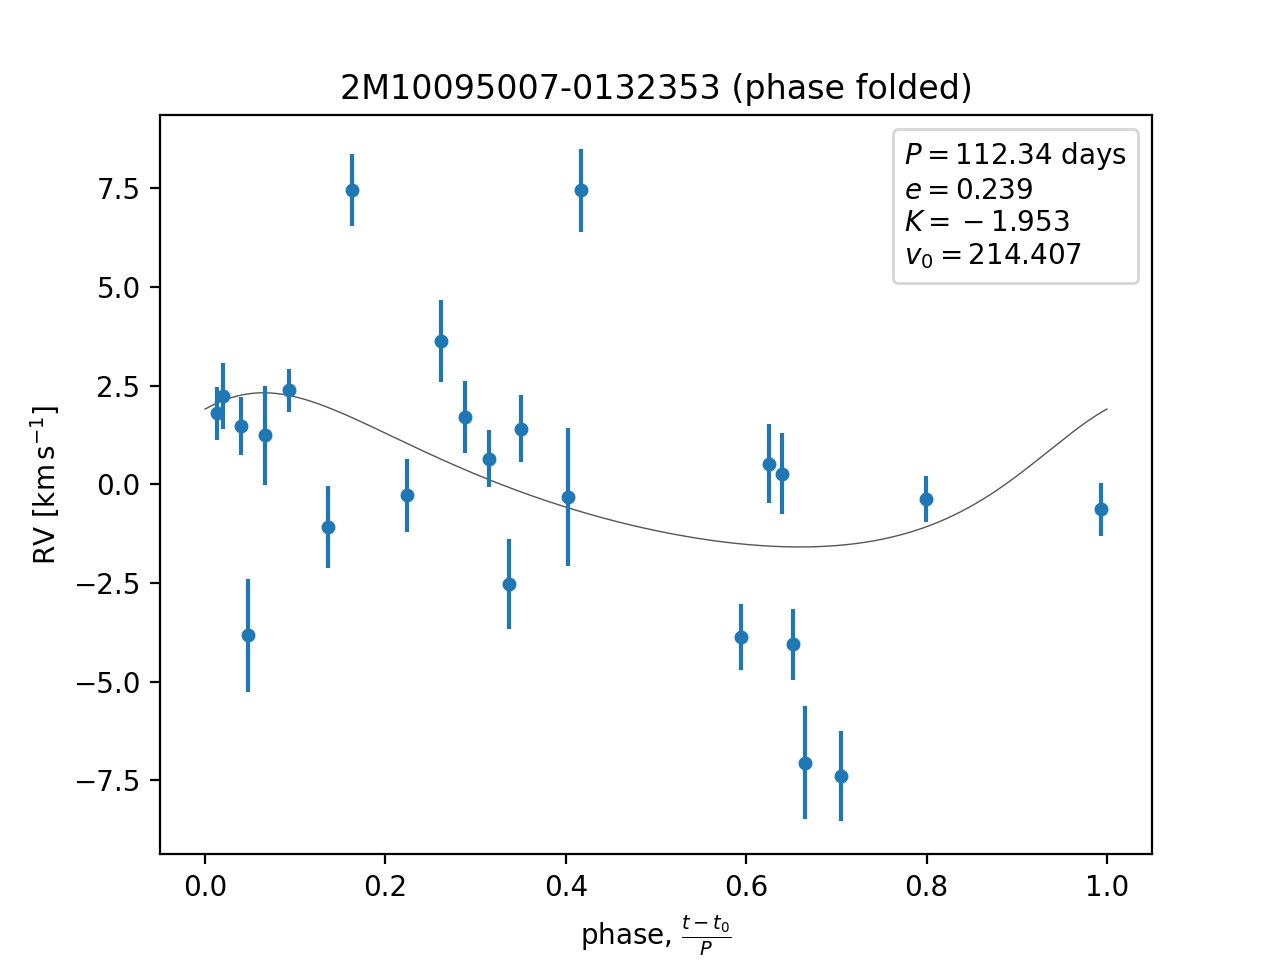 2M10095007-0132353 (phase folded)
P = 112.34 days
e = 0.239
K = −1.953
v₀ = 214.407
7.5
5.0
2.5
0.0
−2.5
−5.0
−7.5
RV [km s⁻¹]
0.0 0.2 0.4 0.6 0.8 1.0
phase, (t − t₀)/P